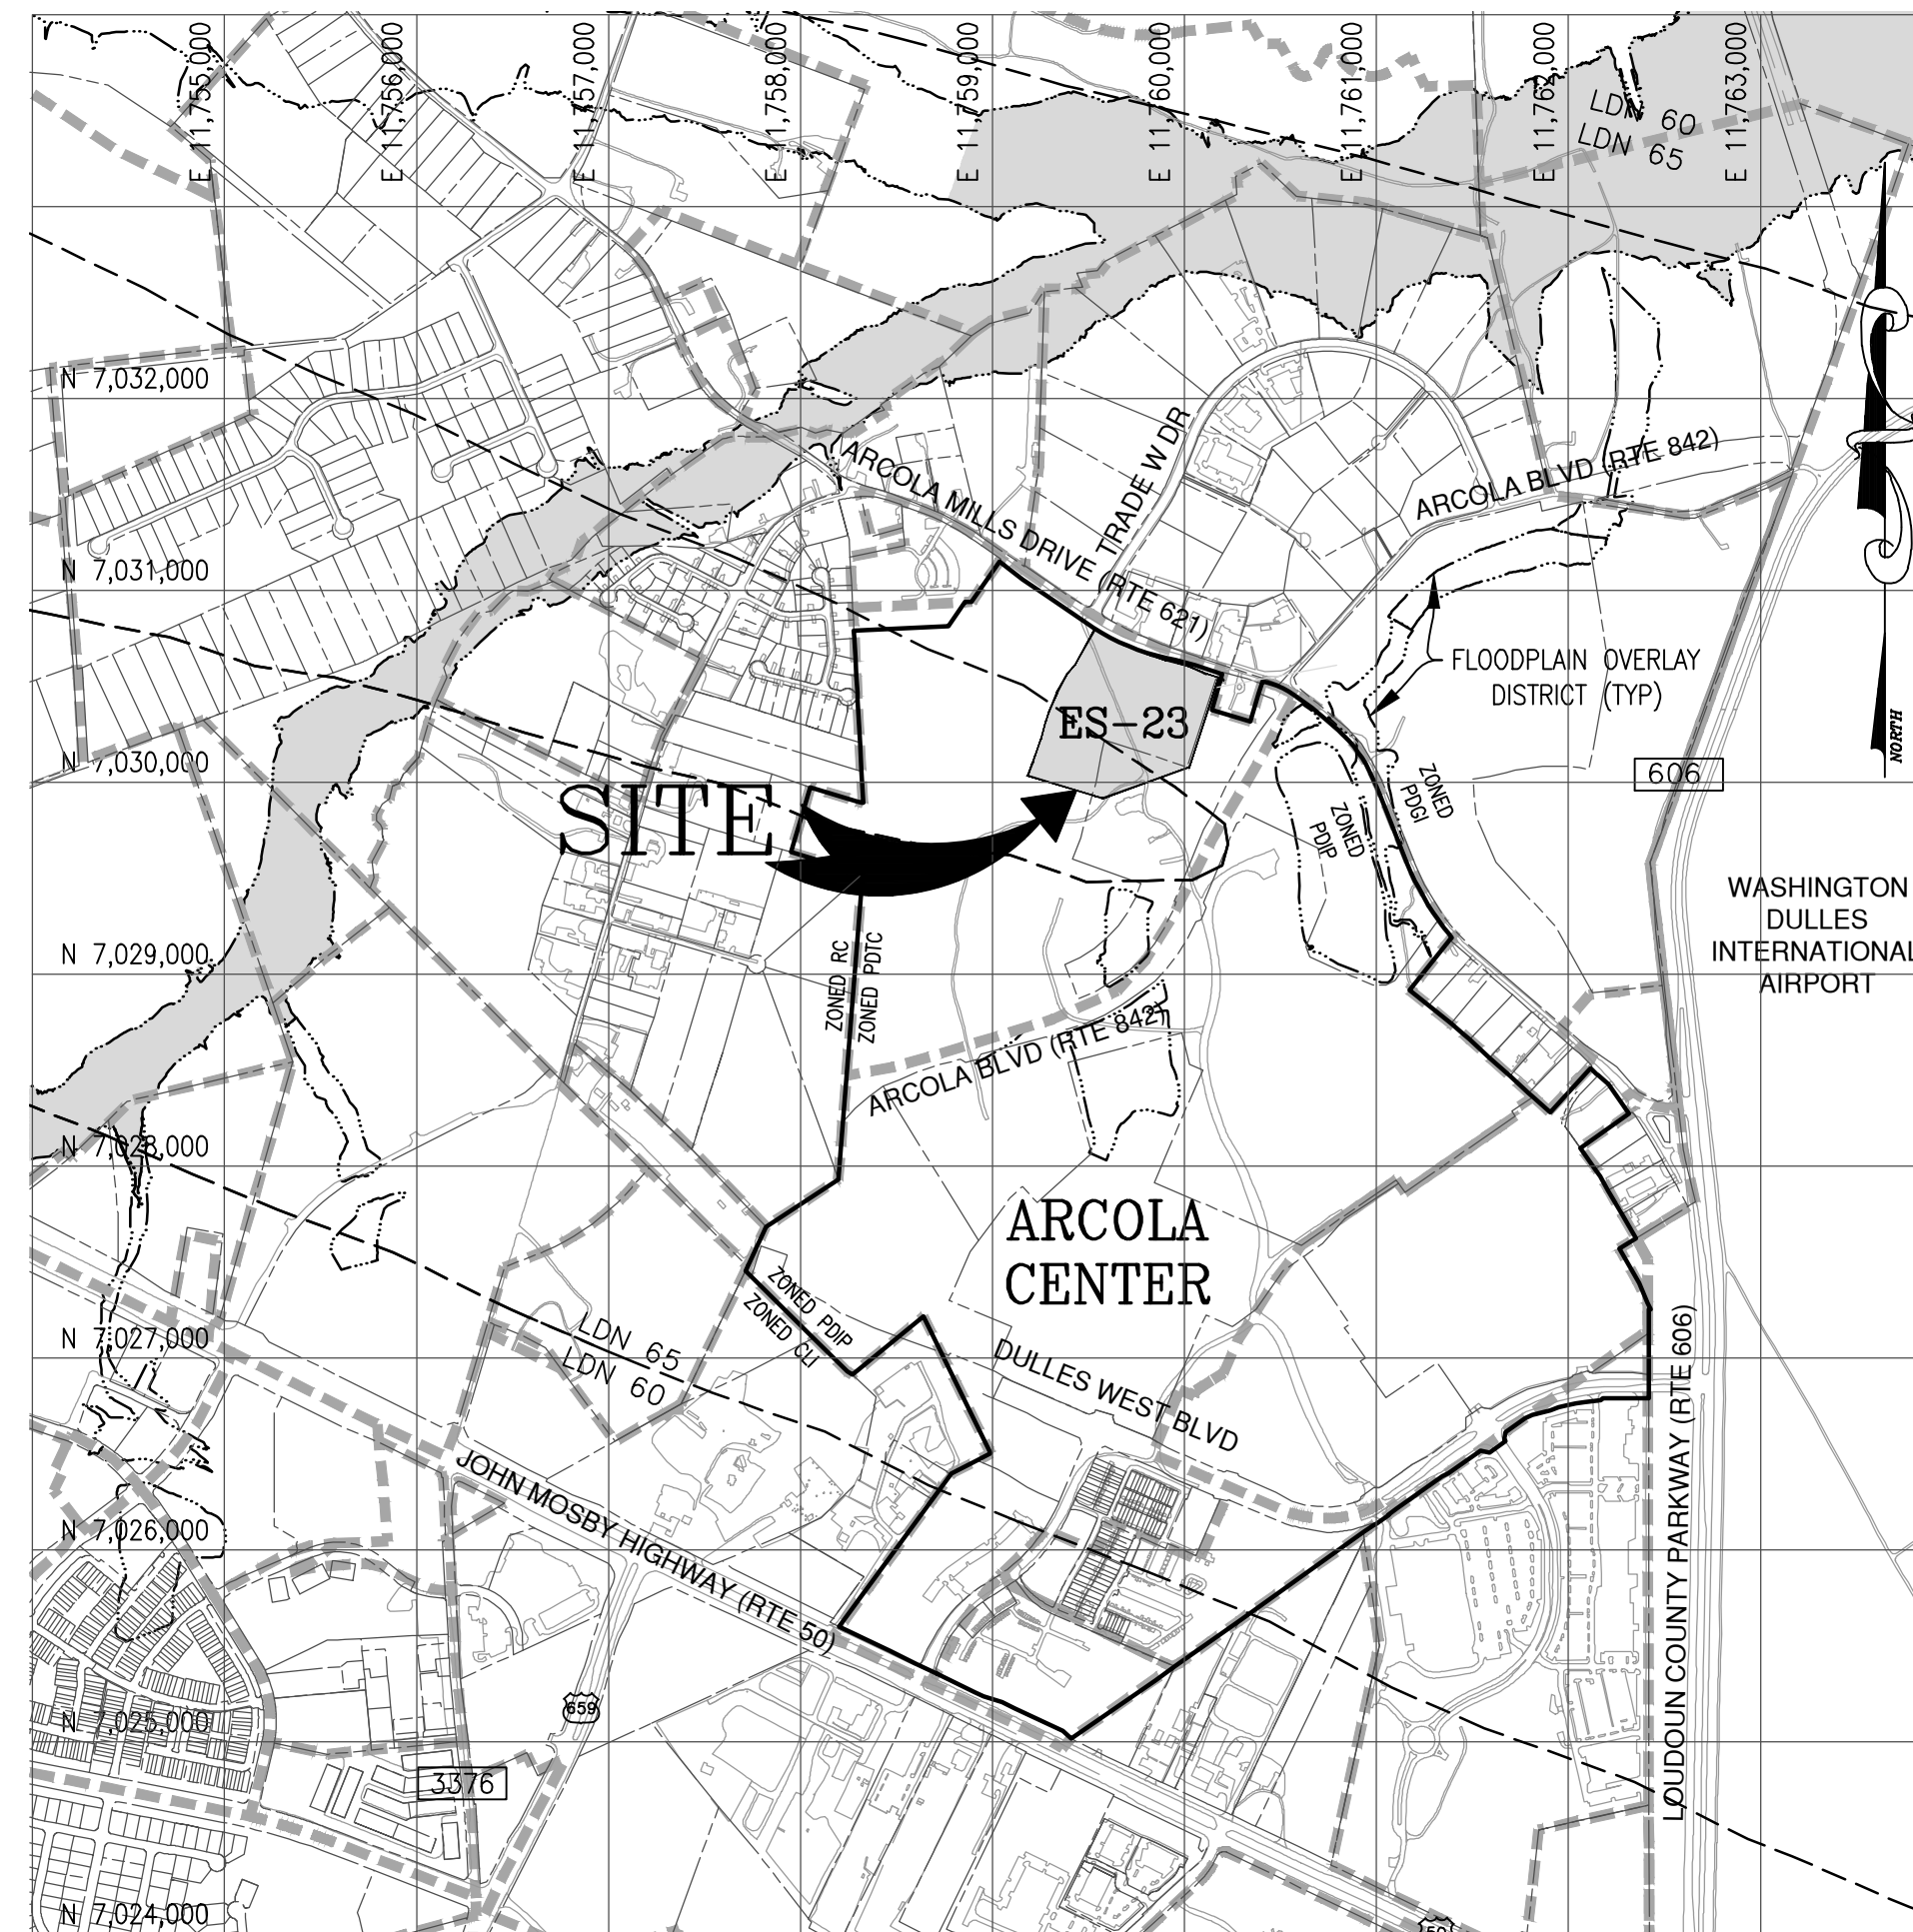 E 11,755,000
E 11,756,000
E 11,757,000
E 11,758,000
E 11,759,000
E 11,760,000
E 11,761,000
E 11,762,000
E 11,763,000
LDN 60
LDN 65
N 7,032,000
TRADE W DR
ARCOLA MILLS DRIVE (RTE 621)
ARCOLA BLVD (RTE 842)
N 7,031,000
FLOODPLAIN OVERLAY
DISTRICT (TYP)
ES-23
NORTH
N 7,030,000
606
SITE
ZONED
PDGI
ZONED
PDIP
WASHINGTON
DULLES
INTERNATIONAL
AIRPORT
N 7,029,000
ZONED RC
ZONED PDTC
ARCOLA BLVD (RTE 842)
N 7,028,000
ARCOLA
CENTER
ZONED PDIP
ZONED CLI
N 7,027,000
LDN 65
LDN 60
DULLES WEST BLVD
LOUDOUN COUNTY PARKWAY (RTE 606)
JOHN MOSBY HIGHWAY (RTE 50)
N 7,026,000
659
N 7,025,000
3376
N 7,024,000
50